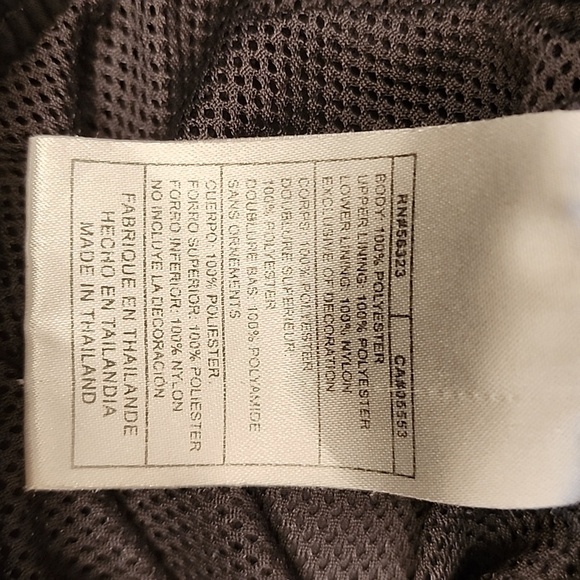 RN#56323 CA#05553
BODY: 100% POLYESTER
UPPER LINING: 100% POLYESTER
LOWER LINING: 100% NYLON
EXCLUSIVE OF DECORATION
CORPS: 100% POLYESTER
DOUBLURE SUPERIEUR:
100% POLYESTER
DOUBLURE BAS: 100% POLYAMIDE
SANS ORNEMENTS
CUERPO: 100% POLIESTER
FORRO SUPERIOR: 100% POLIESTER
FORRO INFERIOR: 100% NYLON
NO INCLUYE LA DECORACIÓN
FABRIQUE EN THAILANDE
HECHO EN TAILANDIA
MADE IN THAILAND